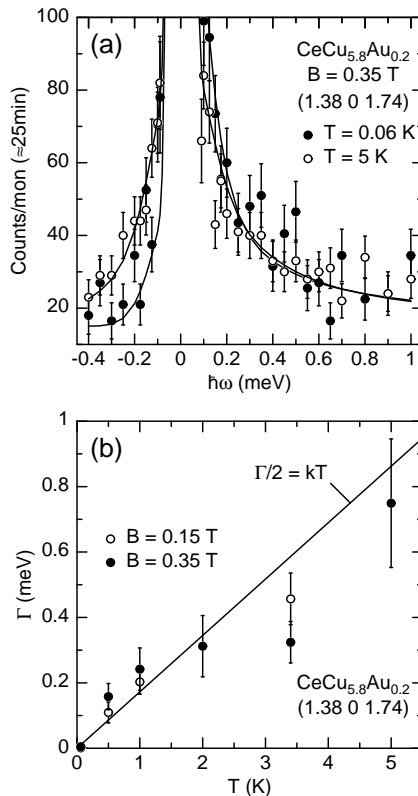 (a)
CeCu5.8Au0.2
B = 0.35 T
(1.38 0 1.74)
T = 0.06 K
T = 5 K
Counts/mon (≈25min)
100
80
60
40
20
-0.4 -0.2 0 0.2 0.4 0.6 0.8 1
ħω (meV)
(b)
Γ/2 = kT
B = 0.15 T
B = 0.35 T
CeCu5.8Au0.2
(1.38 0 1.74)
Γ (meV)
1
0.8
0.6
0.4
0.2
0
0 1 2 3 4 5
T (K)